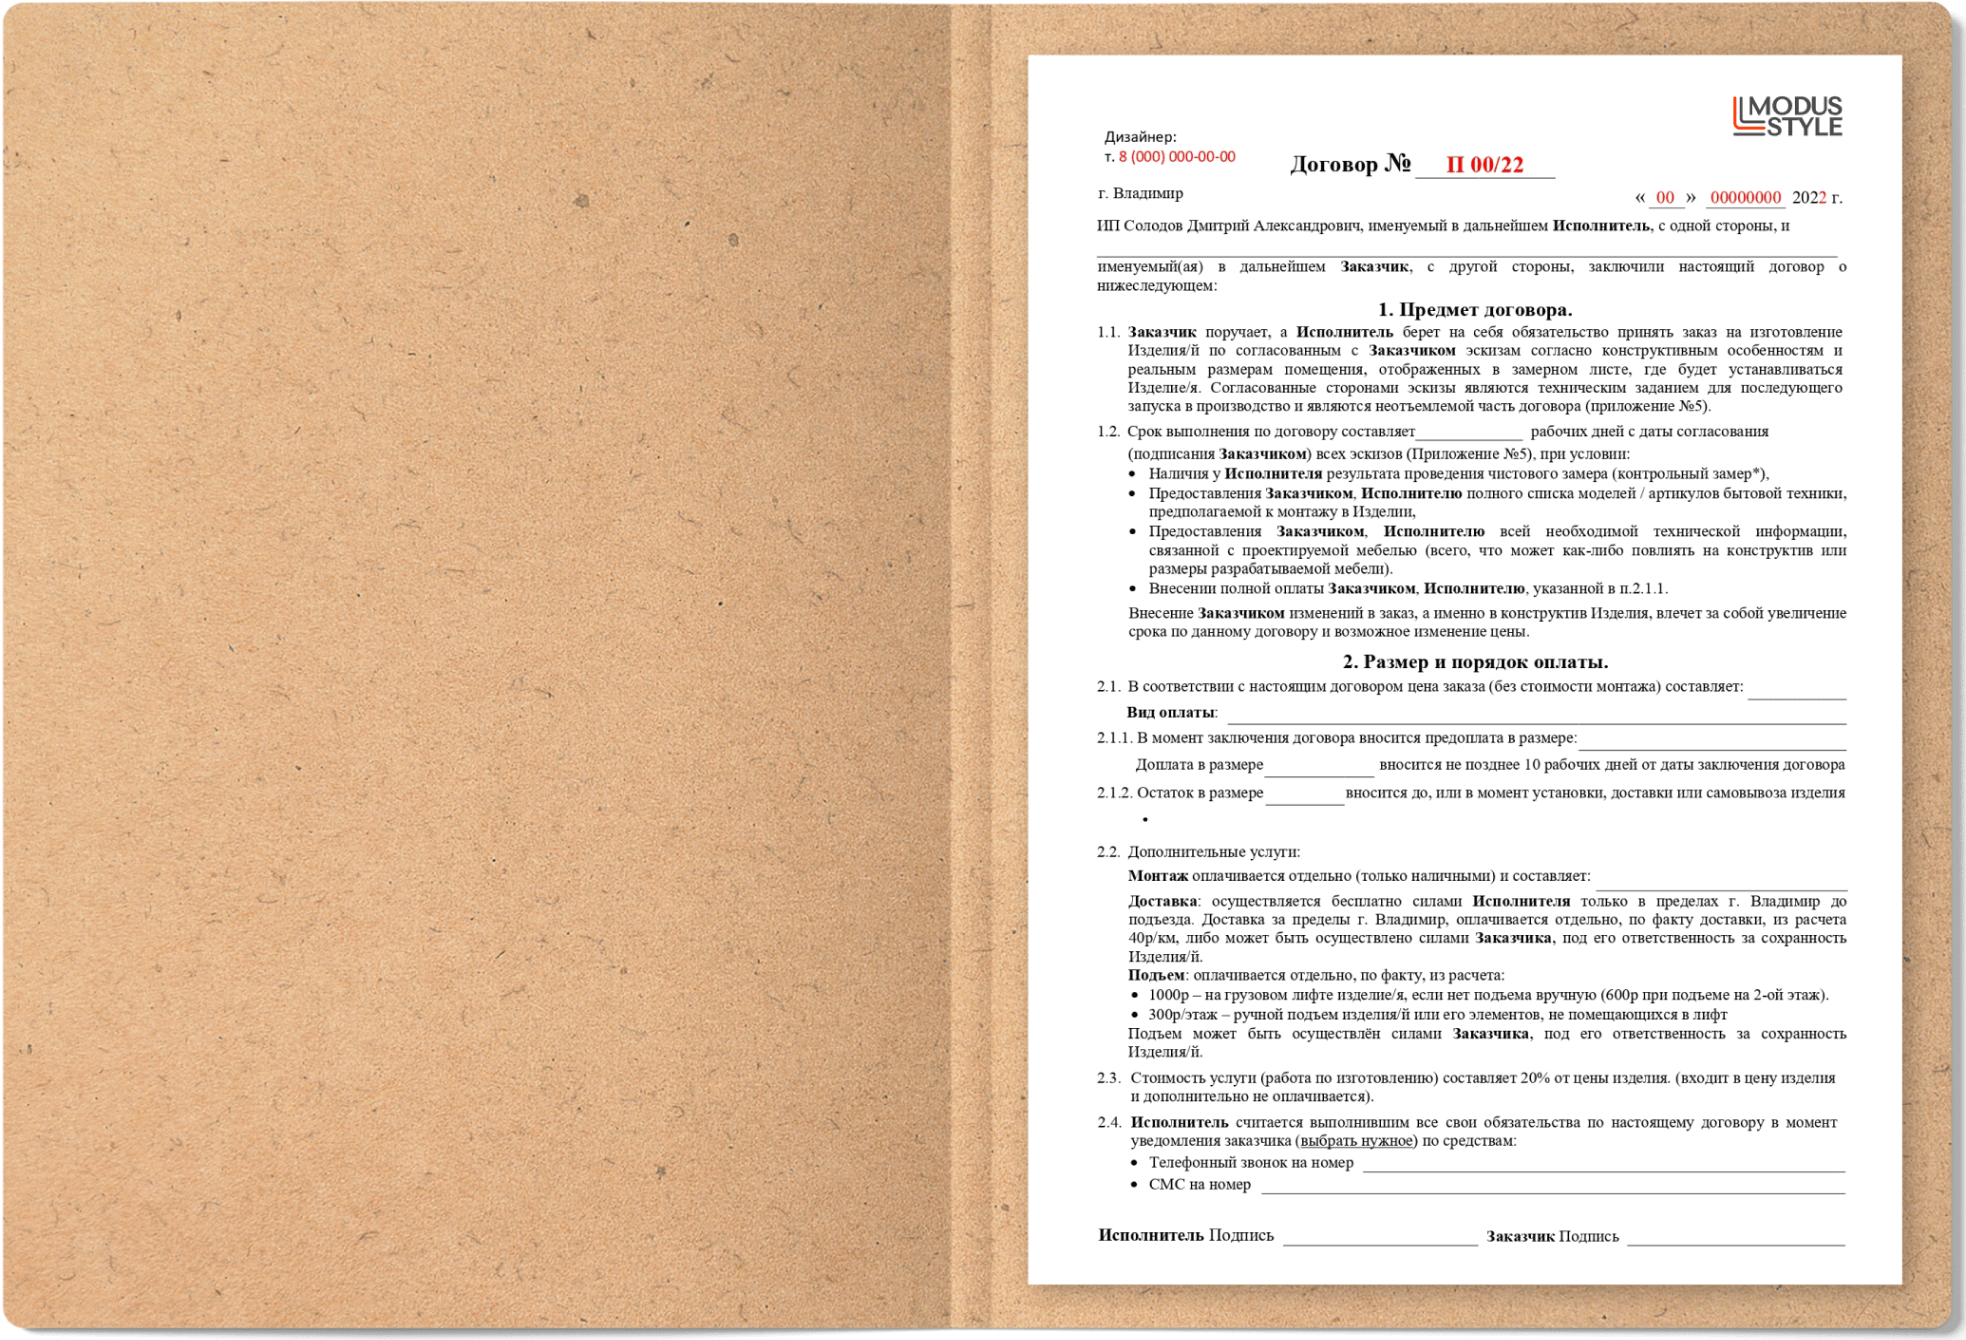 MODUS
STYLE
Дизайнер:
т. 8 (000) 000-00-00
Договор № П 00/22
г. Владимир
« 00 » 00000000 2022 г.
ИП Солодов Дмитрий Александрович, именуемый в дальнейшем Исполнитель, с одной стороны, и
именуемый(ая) в дальнейшем Заказчик, с другой стороны, заключили настоящий договор о
нижеследующем:
1. Предмет договора.
1.1. Заказчик поручает, а Исполнитель берет на себя обязательство принять заказ на изготовление
Изделия/й по согласованным с Заказчиком эскизам согласно конструктивным особенностям и
реальным размерам помещения, отображенных в замерном листе, где будет устанавливаться
Изделие/я. Согласованные сторонами эскизы являются техническим заданием для последующего
запуска в производство и являются неотъемлемой часть договора (приложение №5).
1.2. Срок выполнения по договору составляет____________ рабочих дней с даты согласования
(подписания Заказчиком) всех эскизов (Приложение №5), при условии:
• Наличия у Исполнителя результата проведения чистового замера (контрольный замер*),
• Предоставления Заказчиком, Исполнителю полного списка моделей / артикулов бытовой техники,
предполагаемой к монтажу в Изделии,
• Предоставления Заказчиком, Исполнителю всей необходимой технической информации,
связанной с проектируемой мебелью (всего, что может как-либо повлиять на конструктив или
размеры разрабатываемой мебели).
• Внесении полной оплаты Заказчиком, Исполнителю, указанной в п.2.1.1.
Внесение Заказчиком изменений в заказ, а именно в конструктив Изделия, влечет за собой увеличение
срока по данному договору и возможное изменение цены.
2. Размер и порядок оплаты.
2.1. В соответствии с настоящим договором цена заказа (без стоимости монтажа) составляет: ____________
Вид оплаты: ____________
2.1.1. В момент заключения договора вносится предоплата в размере:____________
Доплата в размере____________ вносится не позднее 10 рабочих дней от даты заключения договора
2.1.2. Остаток в размере __________вносится до, или в момент установки, доставки или самовывоза изделия
•
2.2. Дополнительные услуги:
Монтаж оплачивается отдельно (только наличными) и составляет: ____________
Доставка: осуществляется бесплатно силами Исполнителя только в пределах г. Владимир до
подъезда. Доставка за пределы г. Владимир, оплачивается отдельно, по факту доставки, из расчета
40р/км, либо может быть осуществлено силами Заказчика, под его ответственность за сохранность
Изделия/й.
Подъем: оплачивается отдельно, по факту, из расчета:
• 1000р – на грузовом лифте изделие/я, если нет подъема вручную (600р при подъеме на 2-ой этаж).
• 300р/этаж – ручной подъем изделия/й или его элементов, не помещающихся в лифт
Подъем может быть осуществлён силами Заказчика, под его ответственность за сохранность
Изделия/й.
2.3. Стоимость услуги (работа по изготовлению) составляет 20% от цены изделия. (входит в цену изделия
и дополнительно не оплачивается).
2.4. Исполнитель считается выполнившим все свои обязательства по настоящему договору в момент
уведомления заказчика (выбрать нужное) по средствам:
• Телефонный звонок на номер ____________
• СМС на номер ____________
Исполнитель Подпись ____________ Заказчик Подпись ____________